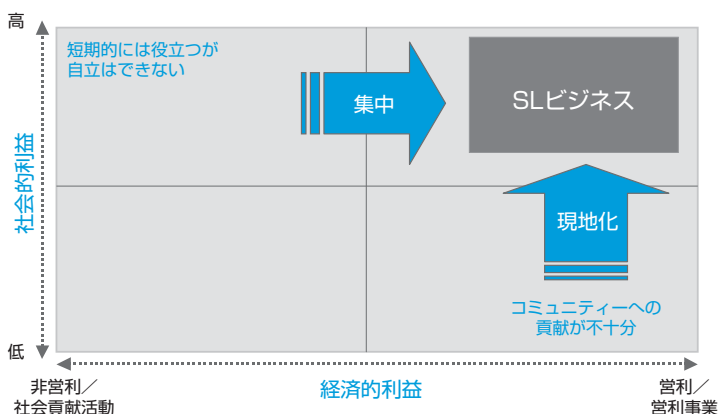 高
短期的には役立つが
自立はできない
集中
SLビジネス
社会的利益
現地化
コミュニティーへの
貢献が不十分
低
非営利／
社会貢献活動
経済的利益
営利／
営利事業